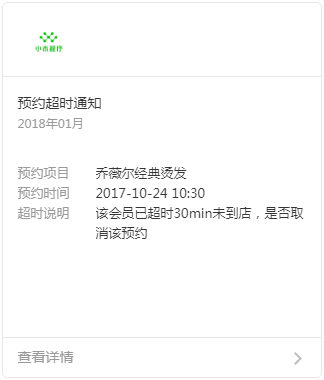 小布程序
预约超时通知
2018年01月
预约项目 乔薇尔经典烫发
预约时间 2017-10-24 10:30
超时说明 该会员已超时30min未到店，是否取
消该预约
查看详情